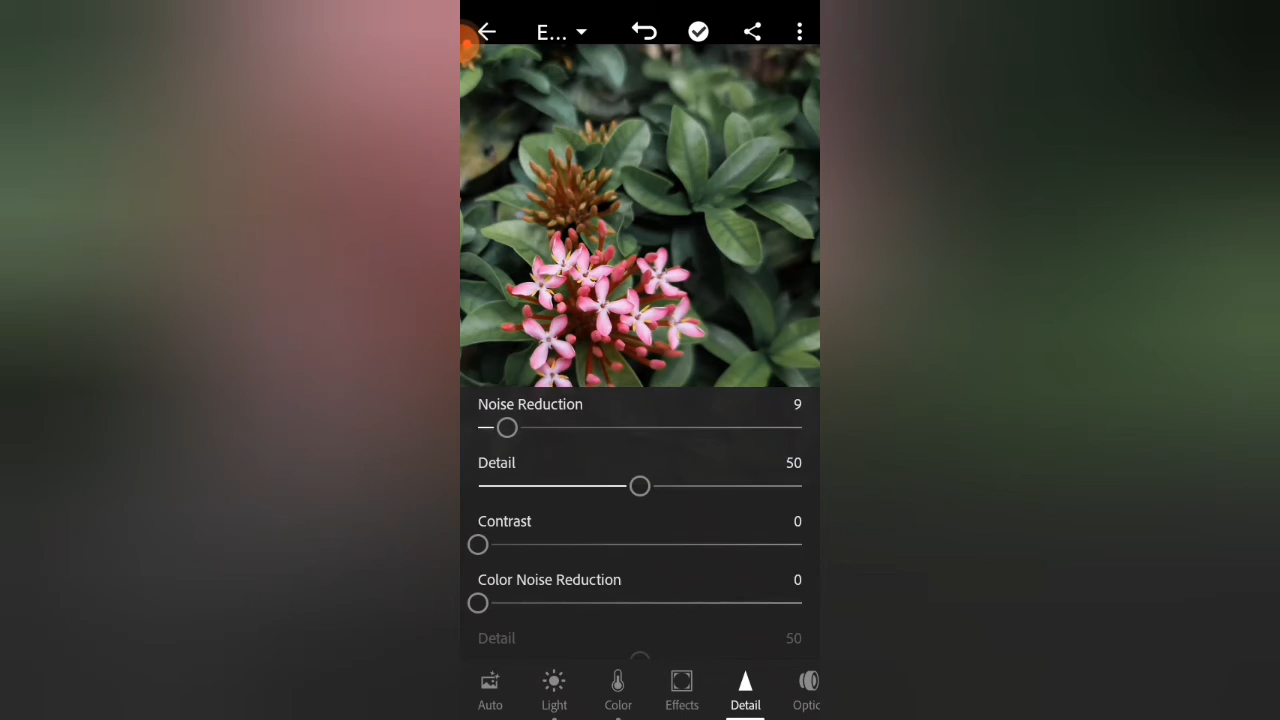 E...
Noise Reduction 9
Detail 50
Contrast 0
Color Noise Reduction 0
Detail 50
Auto Light Color Effects Detail Optic